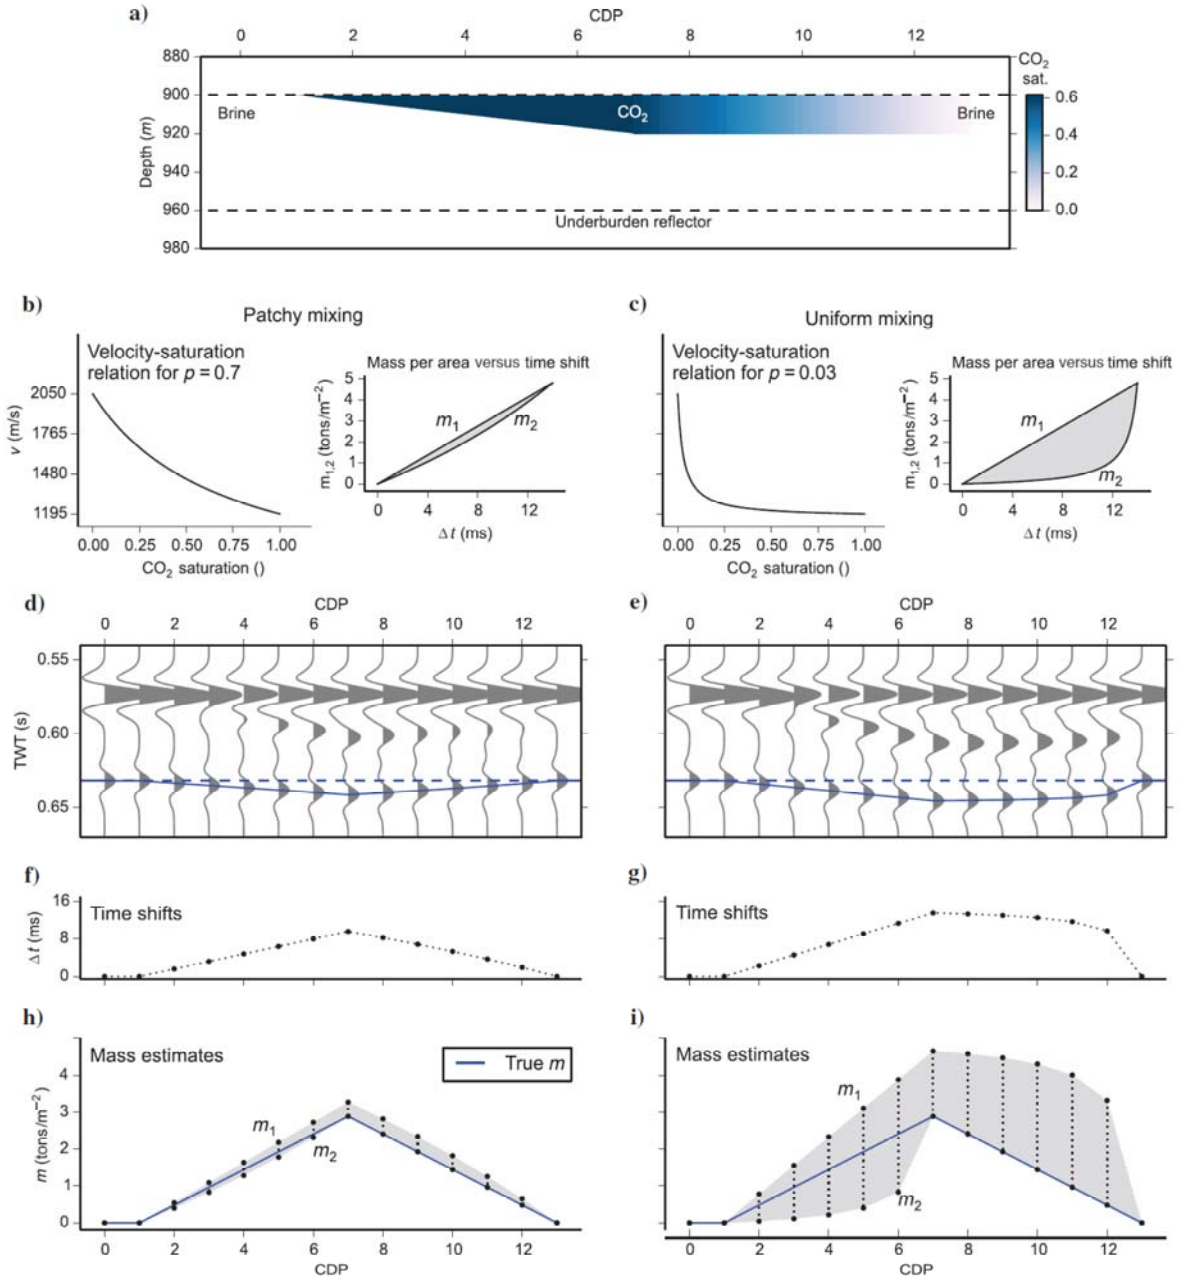 a)
CDP
0 2 4 6 8 10 12
880
900
920
940
960
980
Depth (m)
Brine
CO2
Brine
Underburden reflector
CO2
sat.
0.6
0.4
0.2
0.0
b)
Patchy mixing
Velocity-saturation
relation for p = 0.7
2050
1765
1480
1195
v (m/s)
0.00 0.25 0.50 0.75 1.00
CO2 saturation ()
Mass per area versus time shift
5
4
3
2
1
0
m1,2 (tons/m−2)
m1
m2
0 4 8 12
Δt (ms)
c)
Uniform mixing
Velocity-saturation
relation for p = 0.03
0.00 0.25 0.50 0.75 1.00
CO2 saturation ()
Mass per area versus time shift
5
4
3
2
1
0
m1,2 (tons/m−2)
m1
m2
0 4 8 12
Δt (ms)
d)
CDP
0 2 4 6 8 10 12
0.55
0.60
0.65
TWT (s)
e)
CDP
0 2 4 6 8 10 12
f)
Time shifts
16
8
0
Δt (ms)
g)
Time shifts
h)
Mass estimates
True m
4
3
2
1
0
m (tons/m−2)
m1
m2
0 2 4 6 8 10 12
CDP
i)
Mass estimates
m1
m2
0 2 4 6 8 10 12
CDP